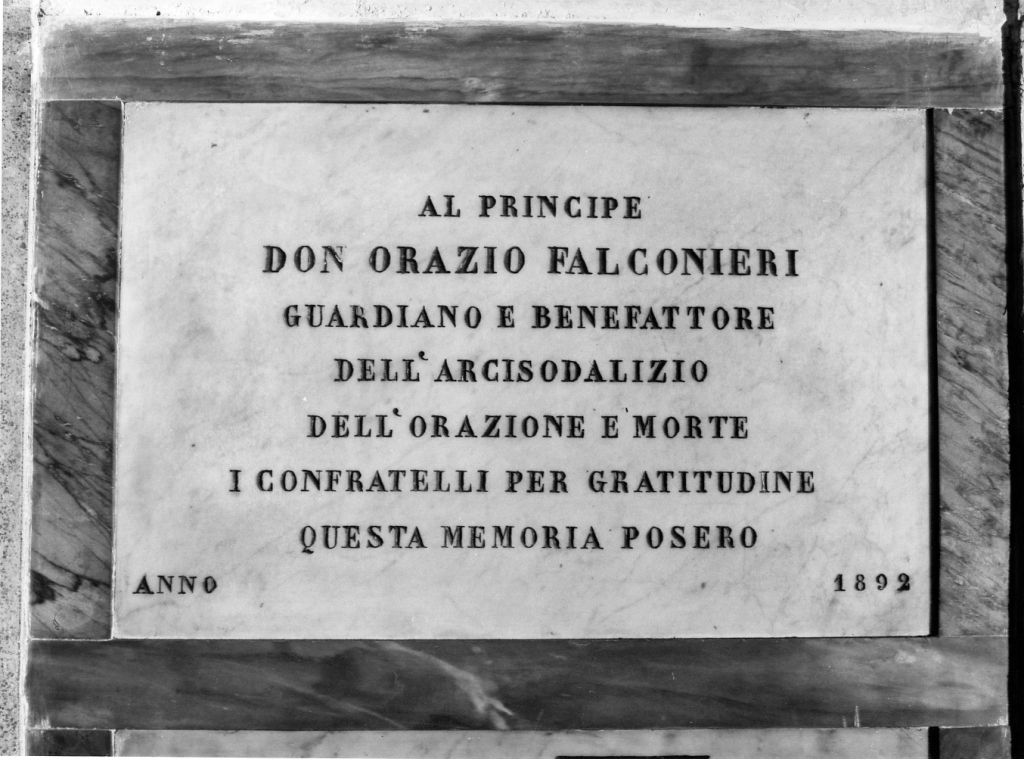 AL PRINCIPE
DON ORAZIO FALCONIERI
GUARDIANO E BENEFATTORE
DELL'ARCISODALIZIO
DELL'ORAZIONE E MORTE
I CONFRATELLI PER GRATITUDINE
QUESTA MEMORIA POSERO
ANNO 1892